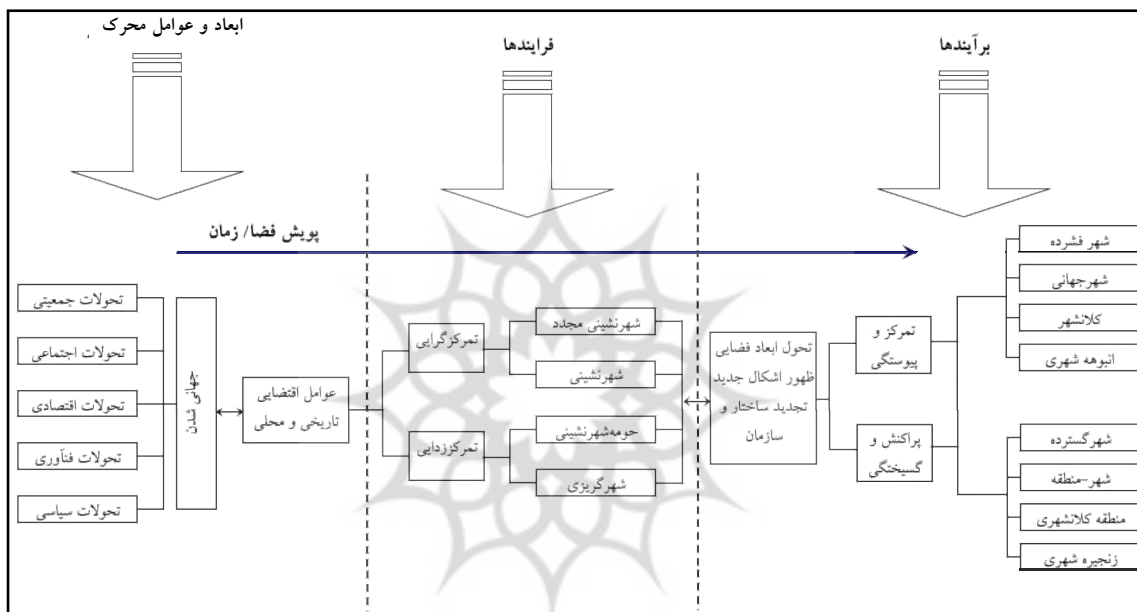 ابعاد و عوامل محرک
فرایندها
برآیندها
پویش فضا/ زمان
تحولات جمعیتی
تحولات اجتماعی
تحولات اقتصادی
تحولات فنآوری
تحولات سیاسی
جهانی شدن
عوامل اقتضایی
تاریخی و محلی
تمرکزگرایی
تمرکززدایی
شهرنشینی مجدد
شهرنشینی
حومه‌شهرنشینی
شهرگریزی
تحول ابعاد فضایی
ظهور اشکال جدید
تجدید ساختار و
سازمان
تمرکز و
پیوستگی
پراکنش و
گسیختگی
شهر فشرده
شهرجهانی
کلانشهر
انبوهه شهری
شهرگسترده
شهر-منطقه
منطقه کلانشهری
زنجیره شهری